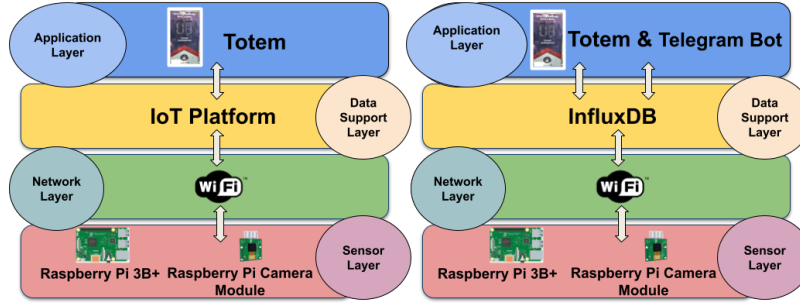 Application
Layer
Totem
IoT Platform
Data
Support
Layer
Network
Layer
Wi Fi
™
Raspberry Pi 3B+
Raspberry Pi Camera
Module
Sensor
Layer
Application
Layer
Totem & Telegram Bot
InfluxDB
Data
Support
Layer
Network
Layer
Wi Fi
Raspberry Pi 3B+
Raspberry Pi Camera
Module
Sensor
Layer